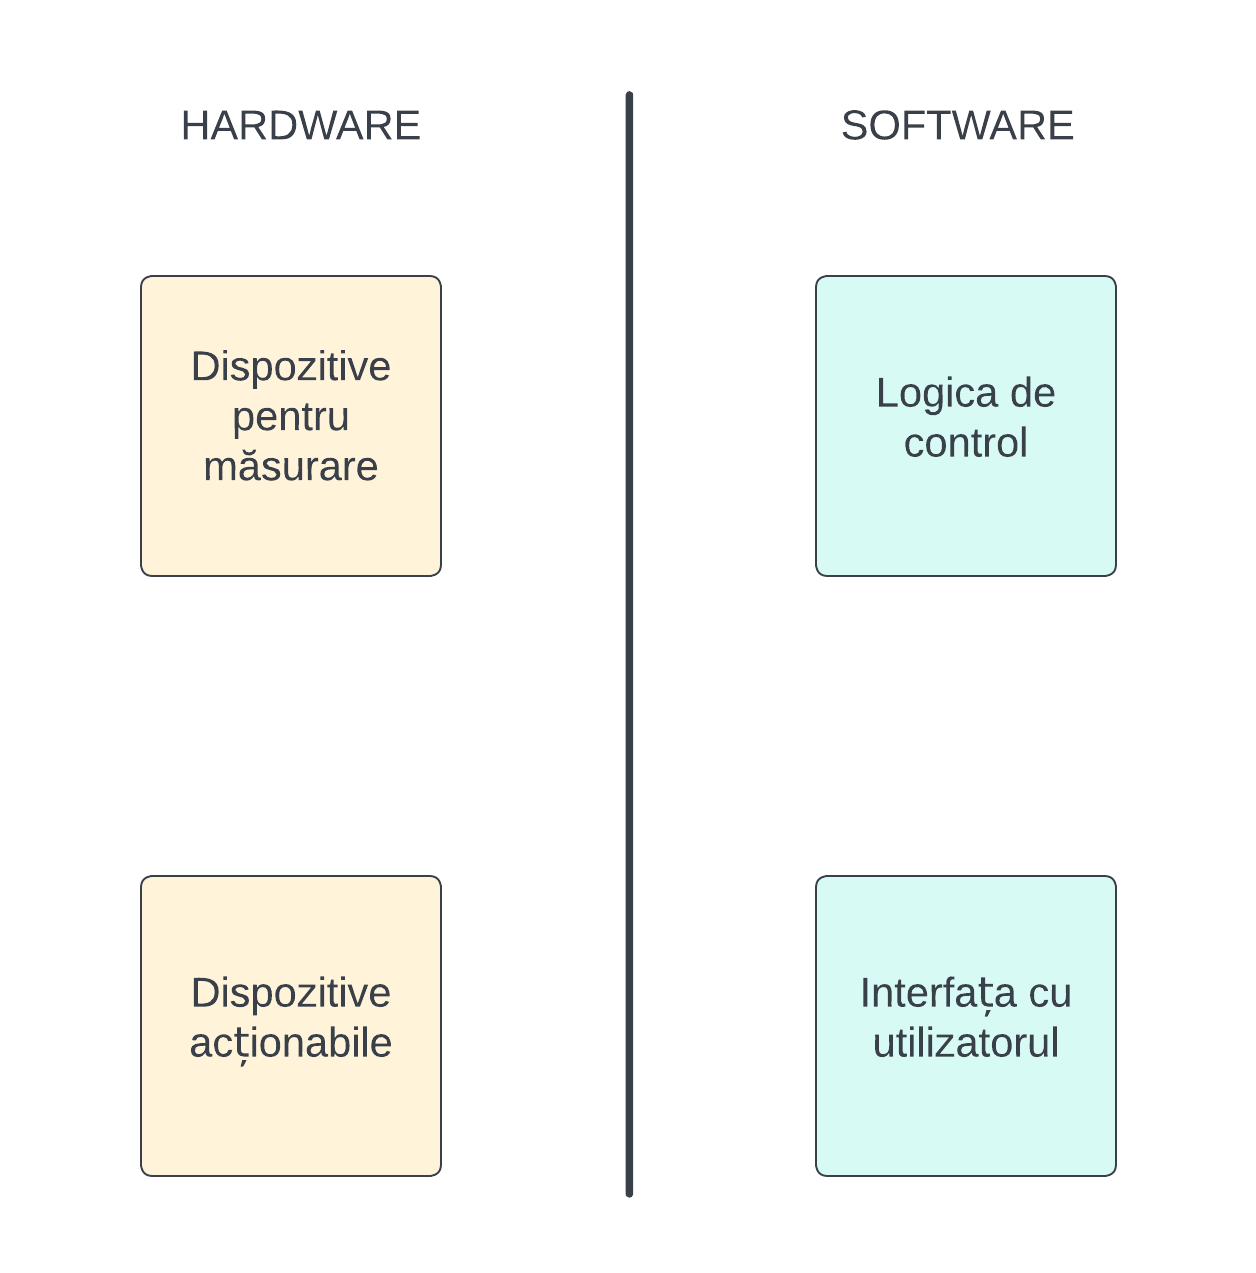 HARDWARE
SOFTWARE
Dispozitive
pentru
măsurare
Logica de
control
Dispozitive
acționabile
Interfața cu
utilizatorul